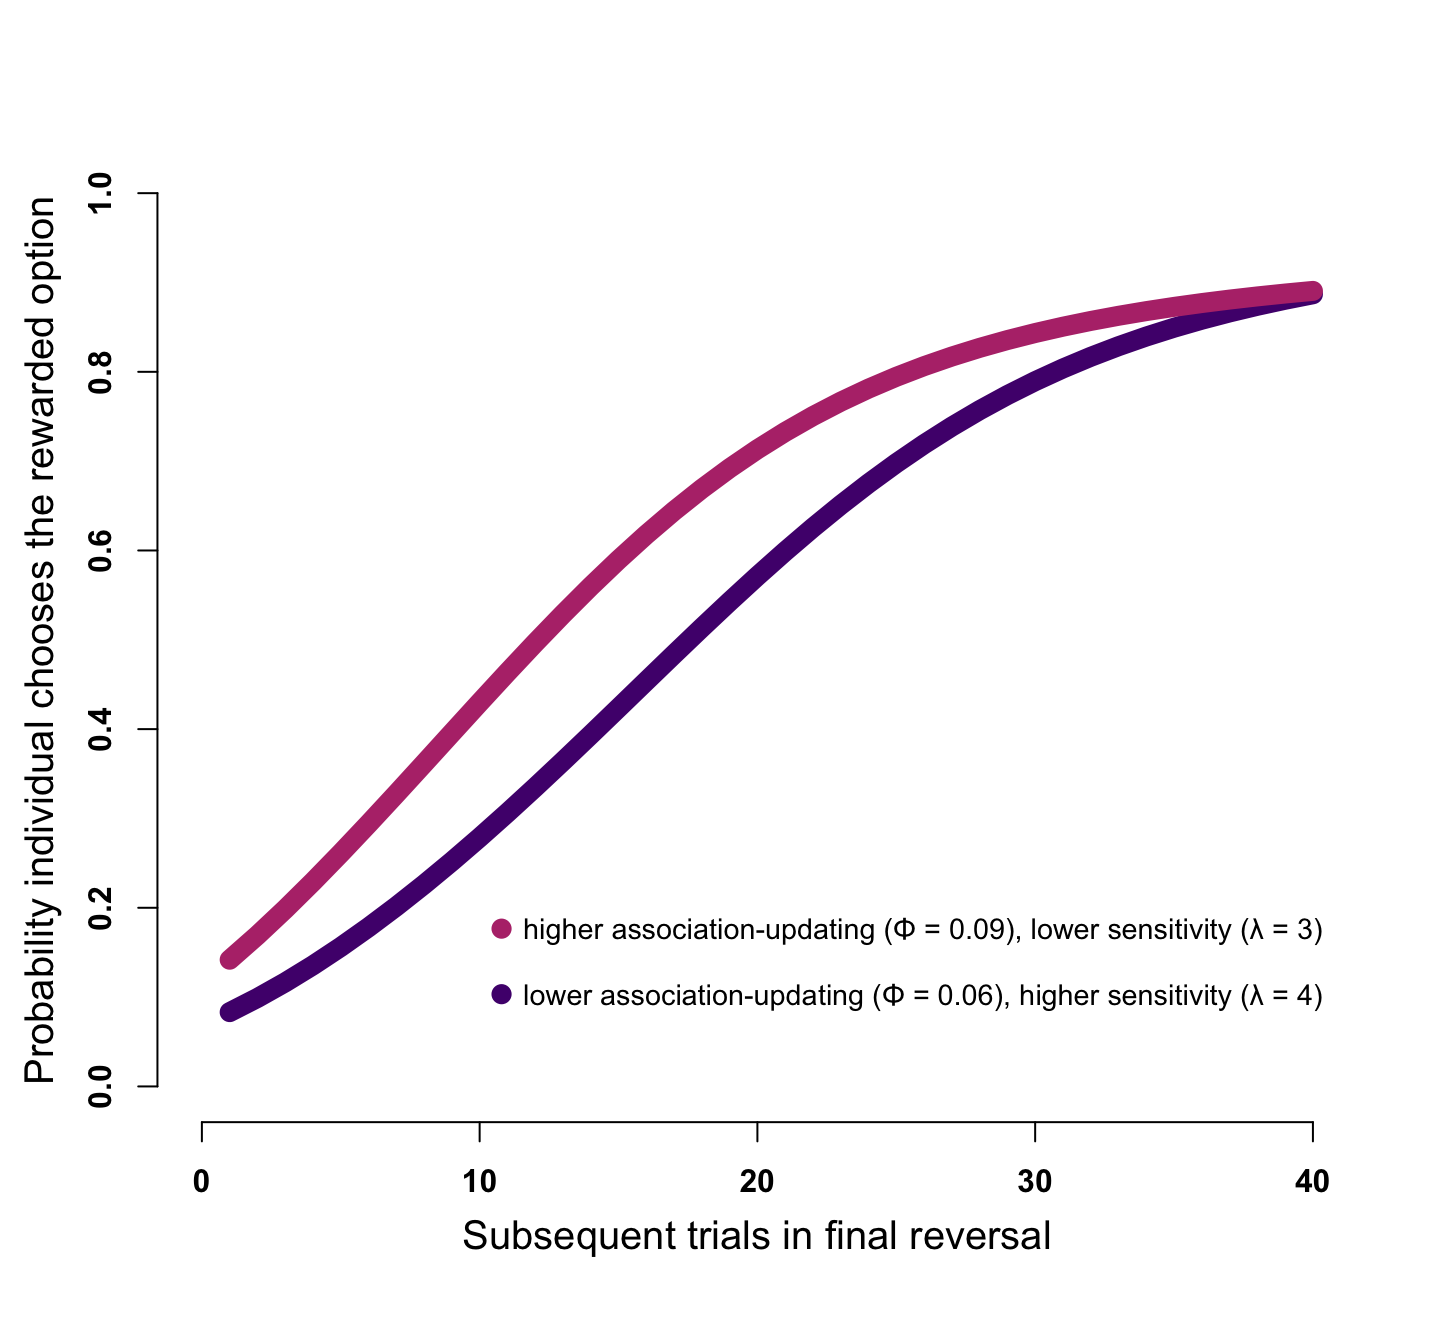 Probability individual chooses the rewarded option
1.0
0.8
0.6
0.4
0.2
0.0
higher association-updating (Φ = 0.09), lower sensitivity (λ = 3)
lower association-updating (Φ = 0.06), higher sensitivity (λ = 4)
0 10 20 30 40
Subsequent trials in final reversal